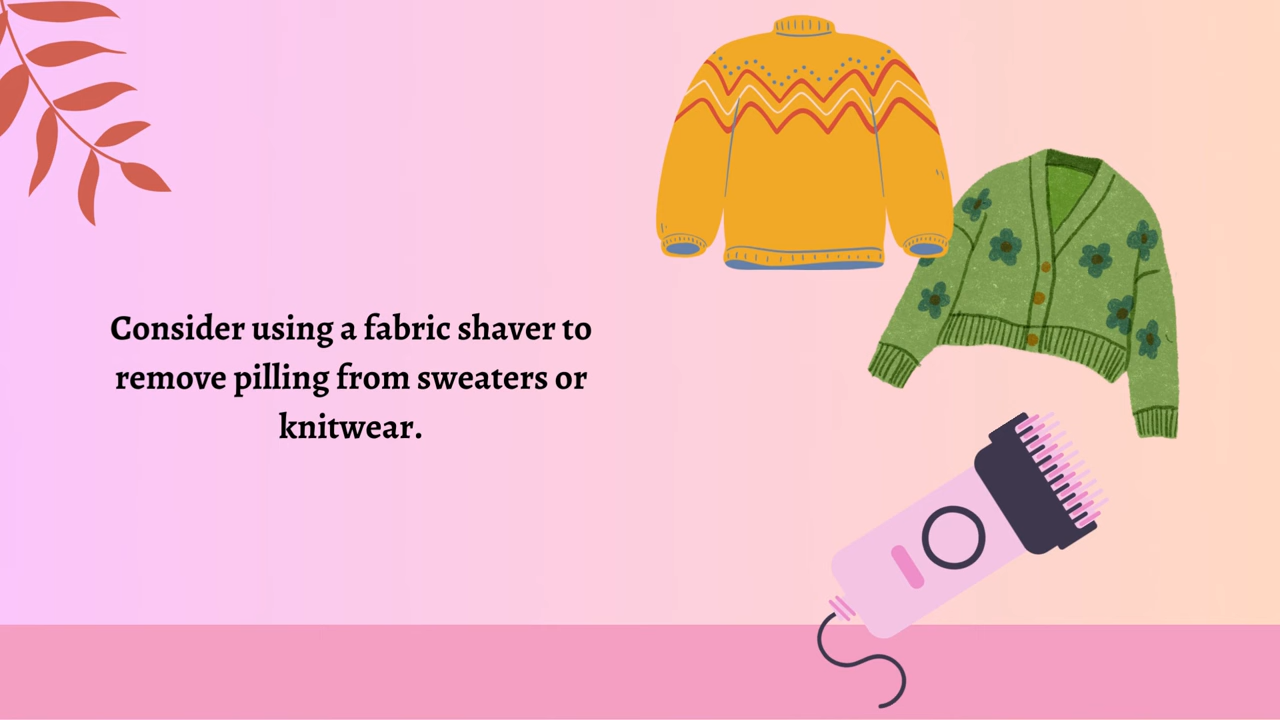 Consider using a fabric shaver to
remove pilling from sweaters or
knitwear.